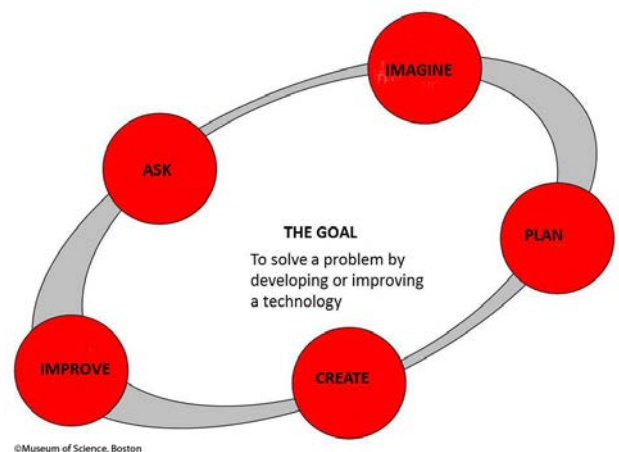 IMAGINE
ASK
PLAN
THE GOAL
To solve a problem by
developing or improving
a technology
IMPROVE
CREATE
©Museum of Science, Boston